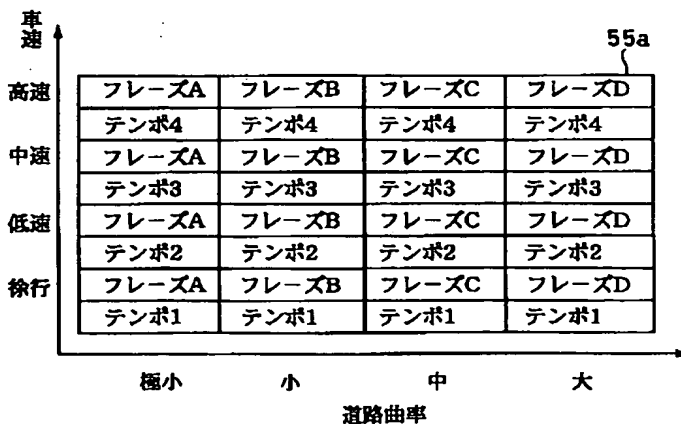 車速
55a
高速 フレーズA フレーズB フレーズC フレーズD
テンポ4 テンポ4 テンポ4 テンポ4
中速 フレーズA フレーズB フレーズC フレーズD
テンポ3 テンポ3 テンポ3 テンポ3
低速 フレーズA フレーズB フレーズC フレーズD
テンポ2 テンポ2 テンポ2 テンポ2
徐行 フレーズA フレーズB フレーズC フレーズD
テンポ1 テンポ1 テンポ1 テンポ1
極小 小 中 大
道路曲率